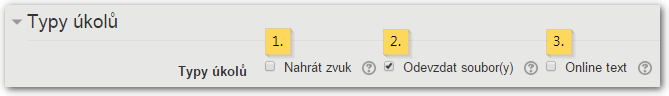 Typy úkolů
1. 2. 3.
Typy úkolů Nahrát zvuk Odevzdat soubor(y) Online text